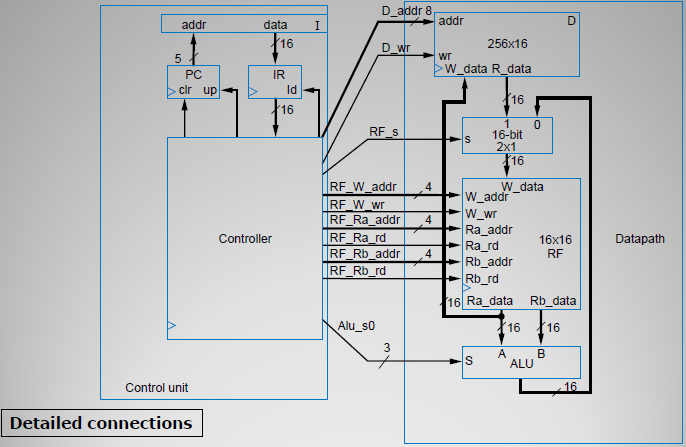 D_addr 8
addr data I
addr D
16
D_wr
256x16
5
wr
PC IR
W_data R_data
clr up ld
16
16
1 0
RF_s
s 16-bit
2x1
16
W_data
RF_W_addr 4
W_addr
RF_W_wr
W_wr
RF_Ra_addr 4
Ra_addr
Controller
RF_Ra_rd
Ra_rd
16x16
Datapath
RF_Rb_addr 4
Rb_addr
RF
RF_Rb_rd
Rb_rd
16
Ra_data Rb_data
Alu_s0
16 16
3
A B
S
ALU
Control unit
16
Detailed connections